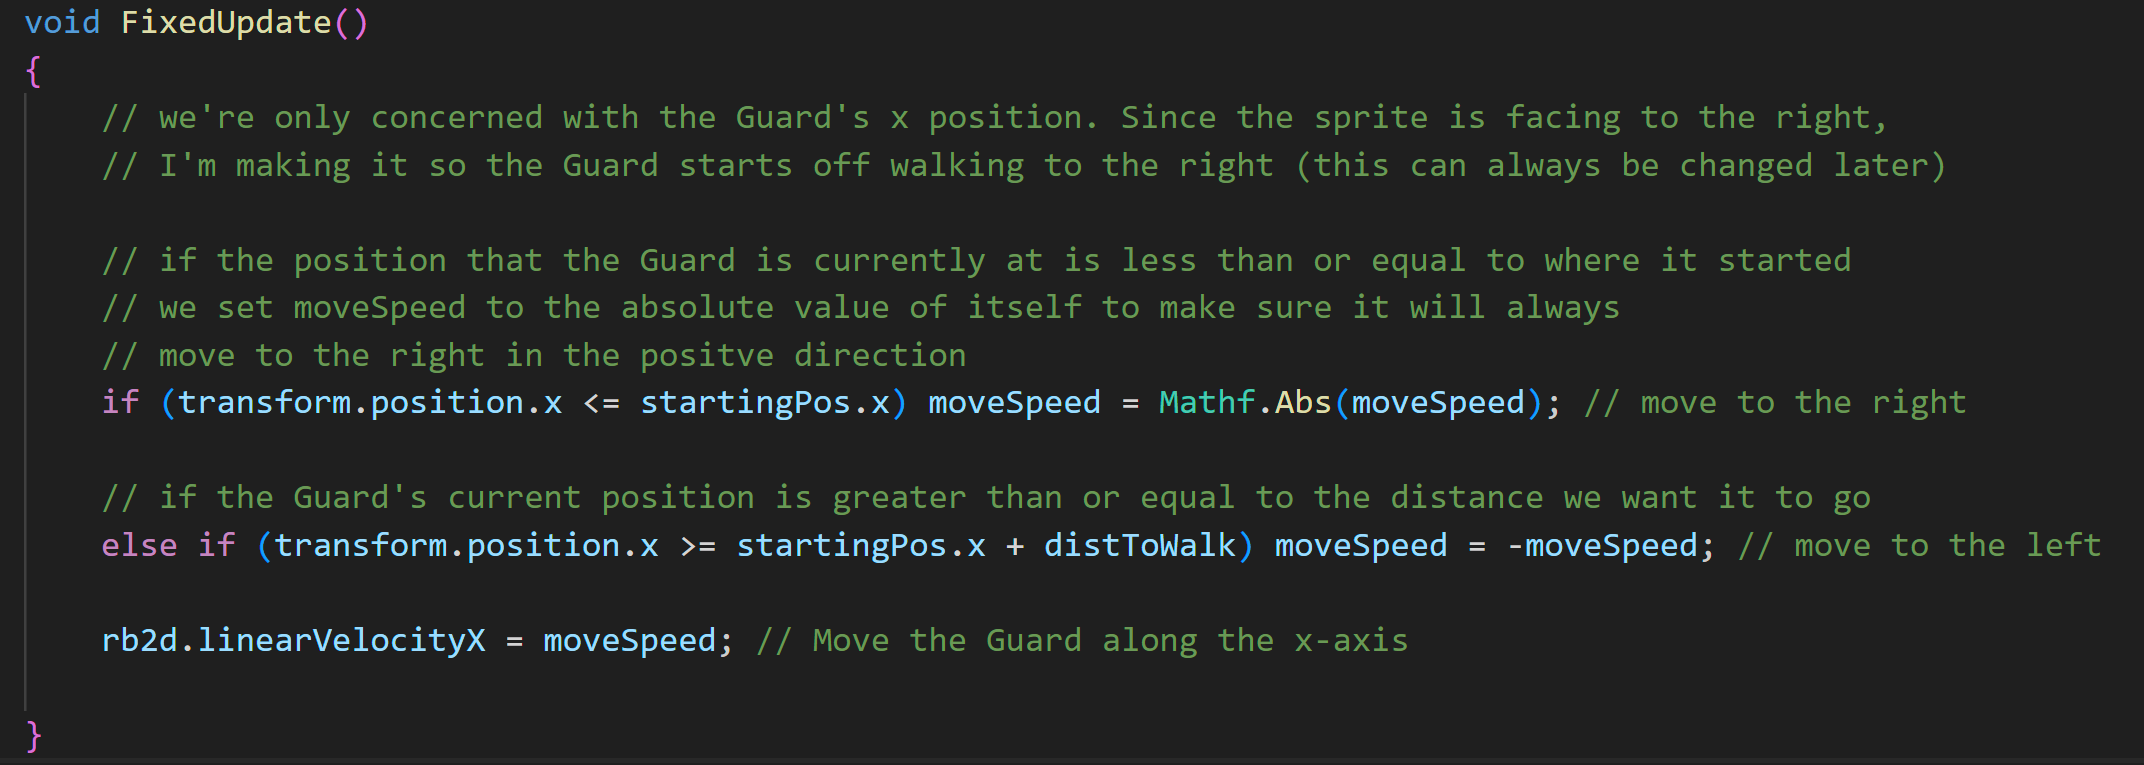 void FixedUpdate()
{
// we're only concerned with the Guard's x position. Since the sprite is facing to the right,
// I'm making it so the Guard starts off walking to the right (this can always be changed later)
// if the position that the Guard is currently at is less than or equal to where it started
// we set moveSpeed to the absolute value of itself to make sure it will always
// move to the right in the positve direction
if (transform.position.x <= startingPos.x) moveSpeed = Mathf.Abs(moveSpeed); // move to the right
// if the Guard's current position is greater than or equal to the distance we want it to go
else if (transform.position.x >= startingPos.x + distToWalk) moveSpeed = -moveSpeed; // move to the left
rb2d.linearVelocityX = moveSpeed; // Move the Guard along the x-axis
}